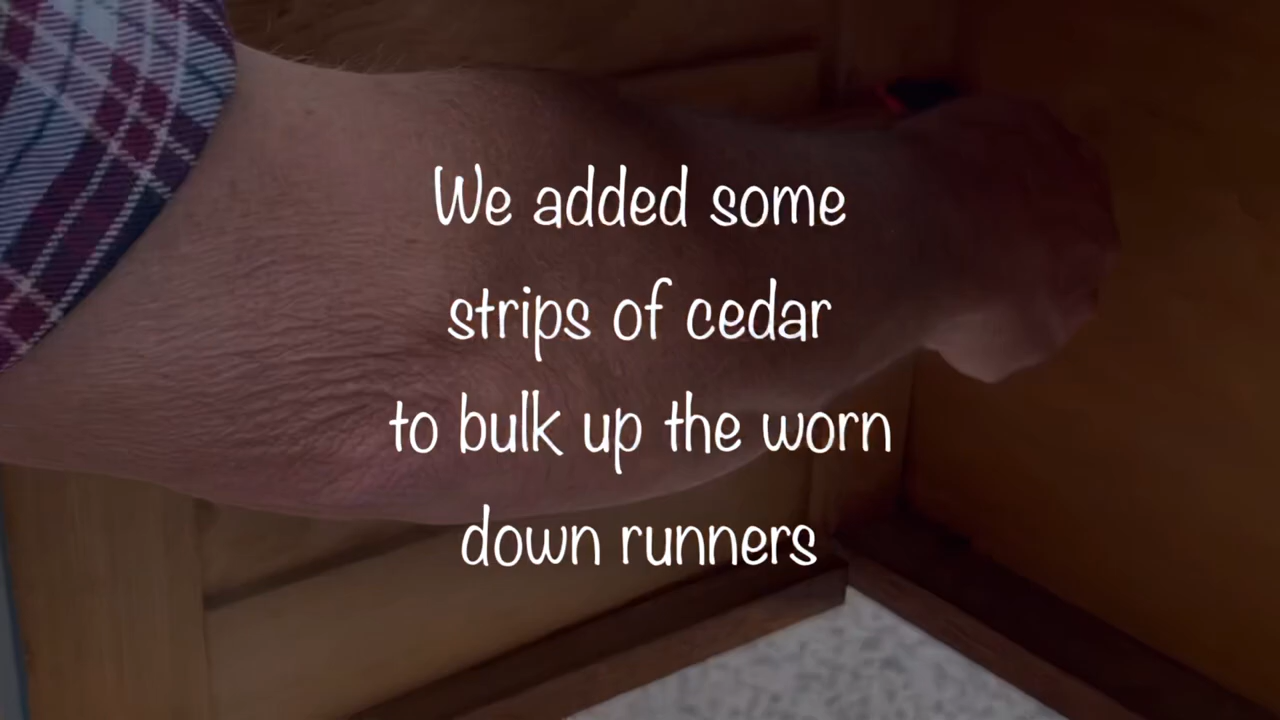 We added some
strips of cedar
to bulk up the worn
down runners